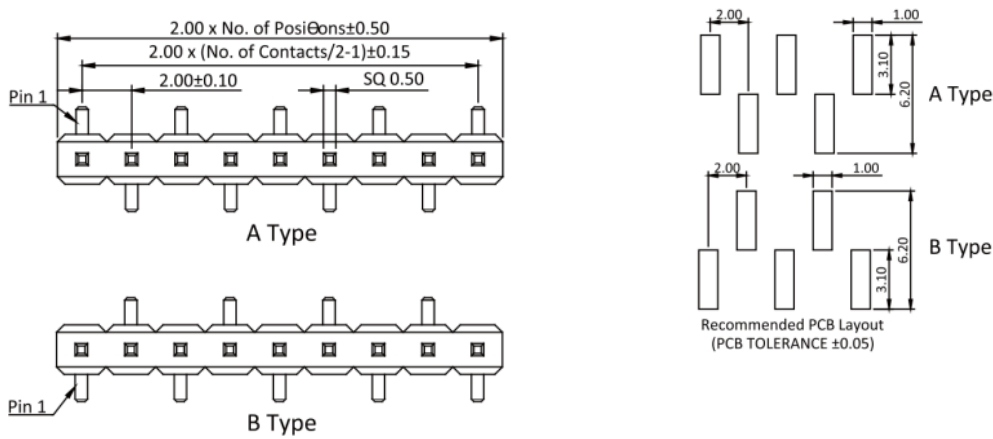 2.00 x No. of PosiӨons±0.50
2.00 x (No. of Contacts/2-1)±0.15
2.00±0.10
SQ 0.50
Pin 1
A Type
Pin 1
B Type
2.00
1.00
3.10
6.20
A Type
2.00
1.00
3.10
6.20
B Type
Recommended PCB Layout
(PCB TOLERANCE ±0.05)